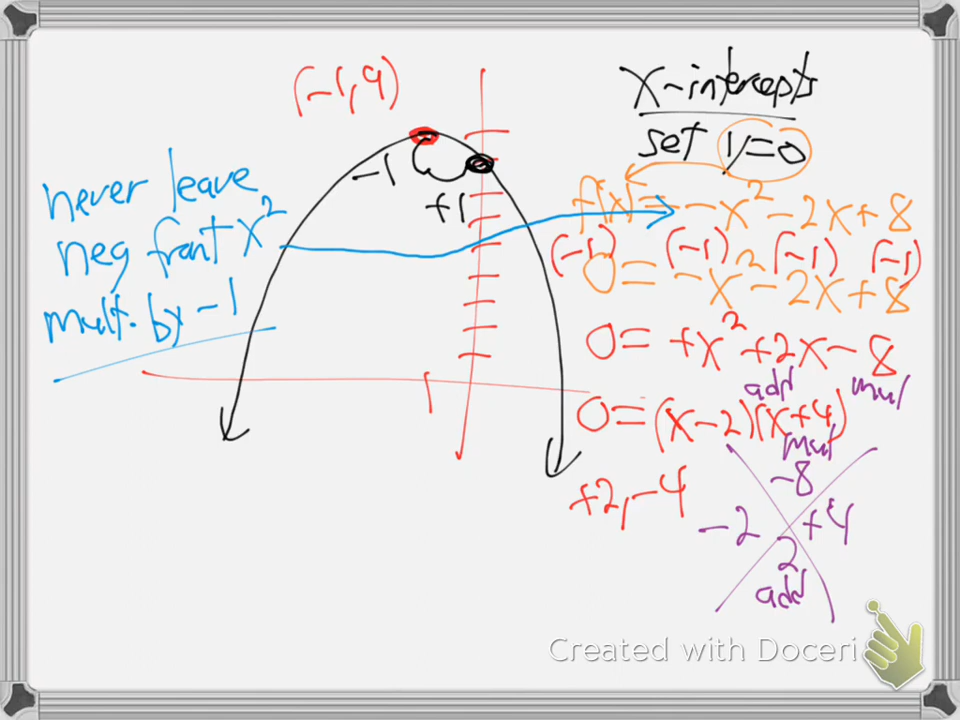 (-1,9)
-1
+1
never leave
neg front x²
mult. by -1
x-intercepts
set y=0
f(x)= -x²-2x+8
(-1) (-1) (-1) (-1)
0= -x²-2x+8
0= +x²+2x-8
add mul
0=(x-2)(x+4)
+2,-4
mul
-8
-2 +4
2
add
Created with Doceri